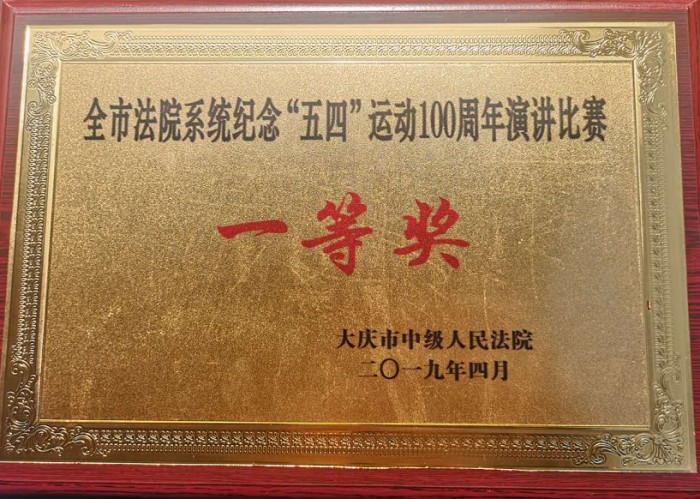 全市法院系统纪念“五四”运动100周年演讲比赛
一等奖
大庆市中级人民法院
二〇一九年四月